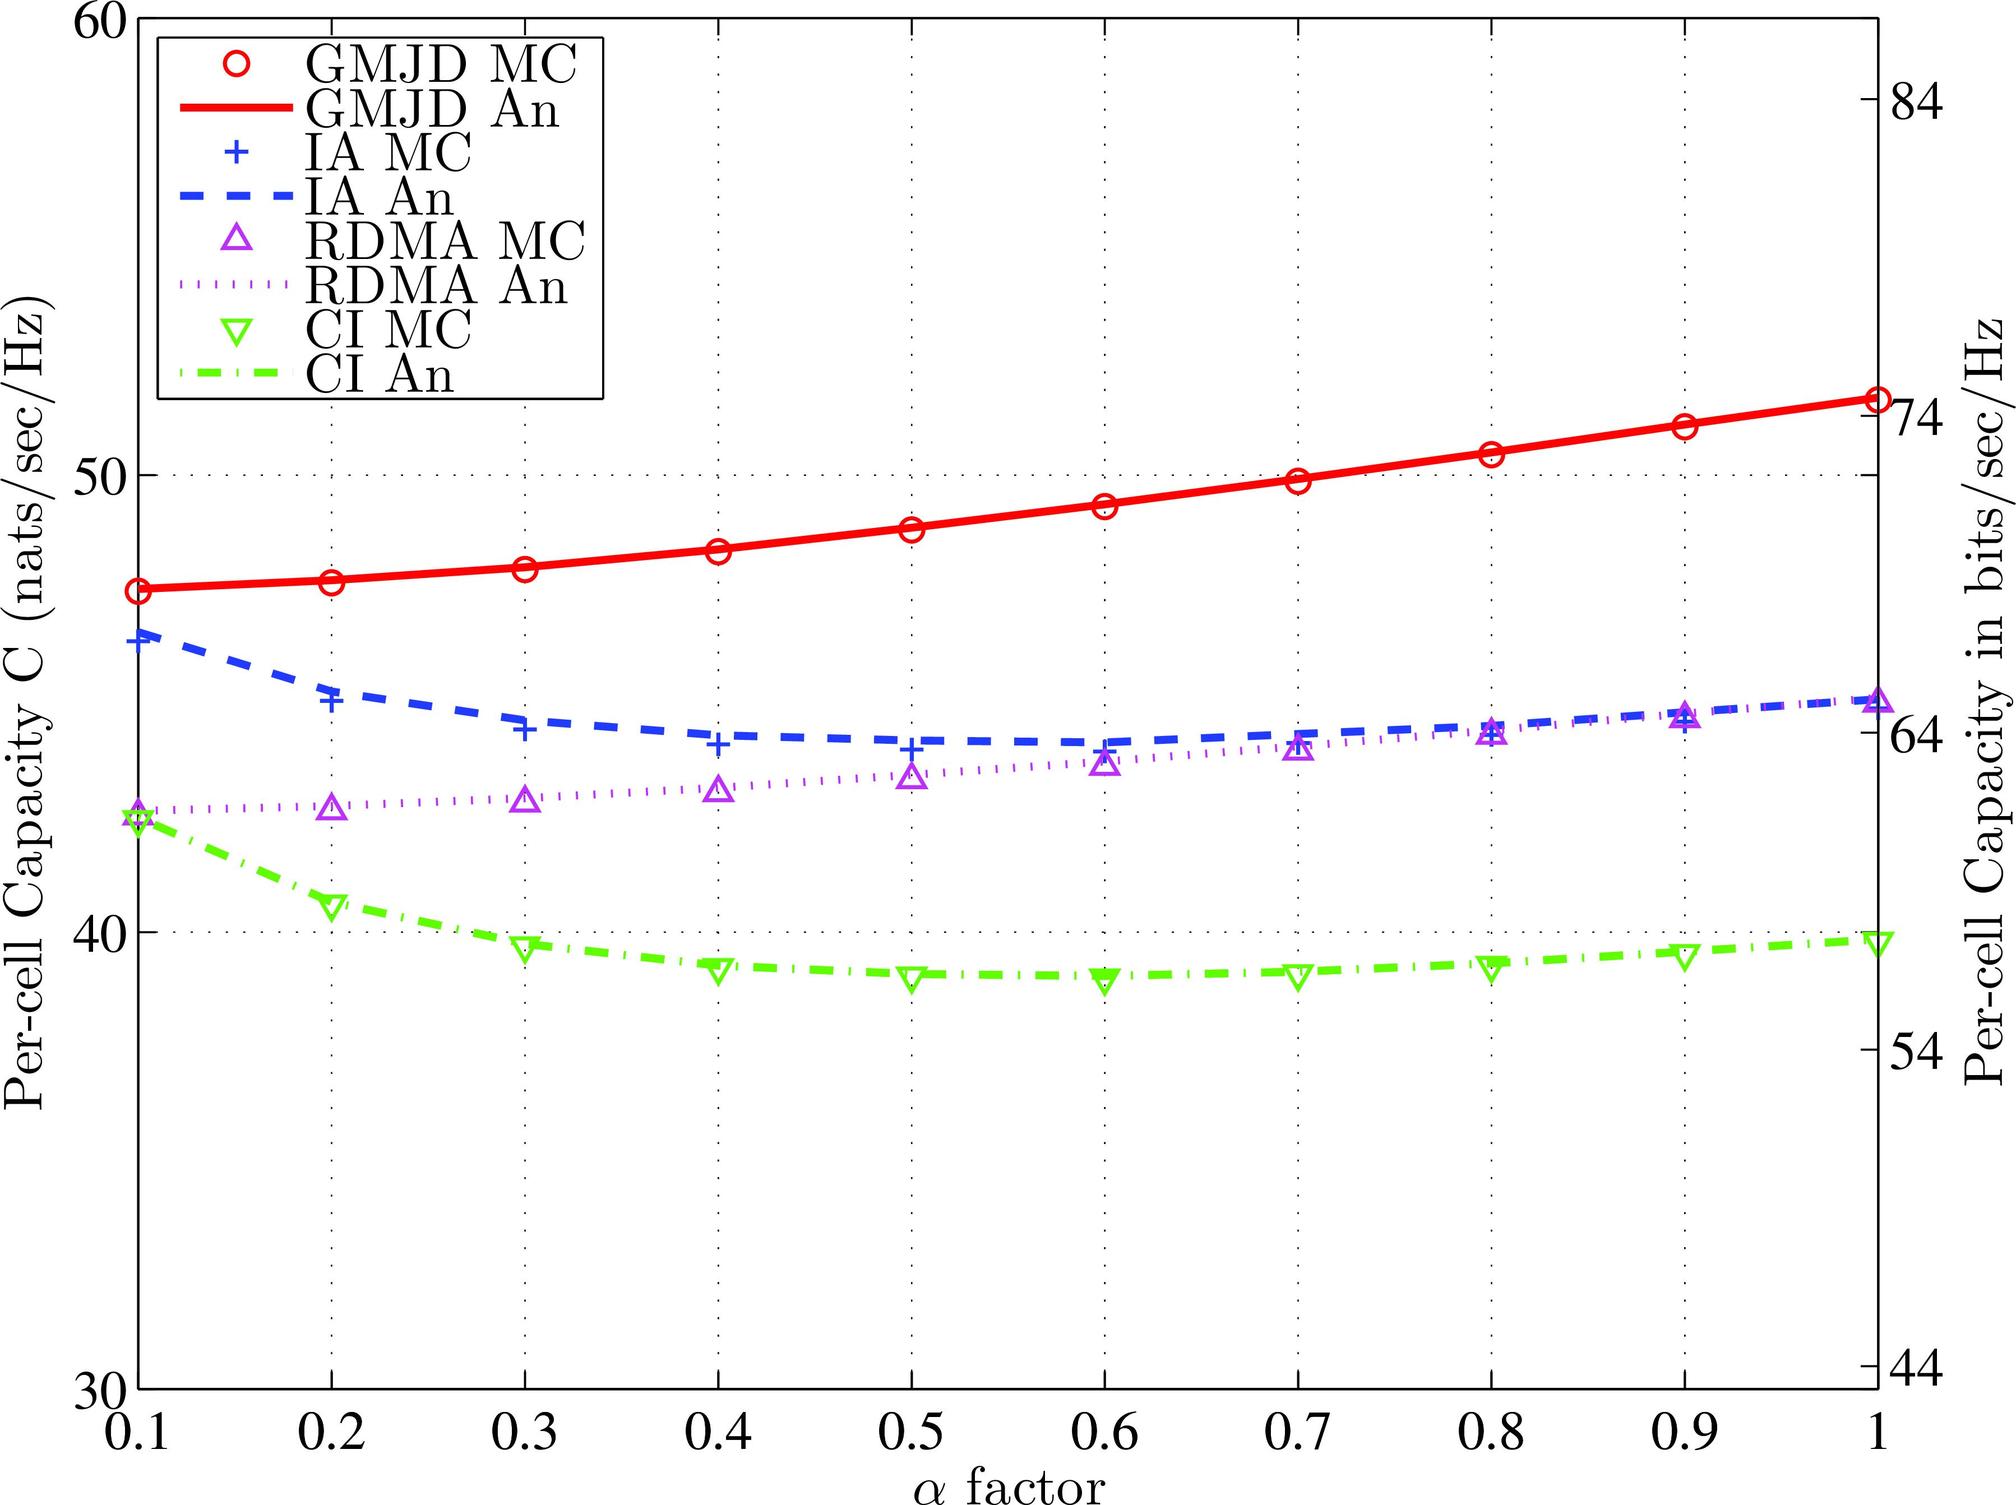 60
50
40
30
Per-cell Capacity C (nats/sec/Hz)
GMJD MC
GMJD An
IA MC
IA An
RDMA MC
RDMA An
CI MC
CI An
84
74
64
54
44
Per-cell Capacity in bits/sec/Hz
0.1 0.2 0.3 0.4 0.5 0.6 0.7 0.8 0.9 1
α factor